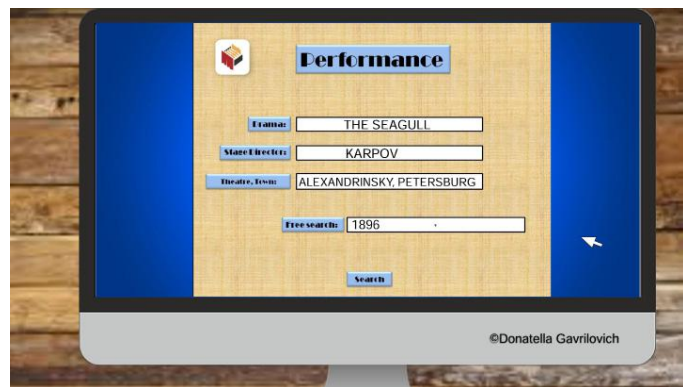 Performance
Drama: THE SEAGULL
Stage Director: KARPOV
Theatre, Town: ALEXANDRINSKY, PETERSBURG
Free search: 1896
Search
©Donatella Gavrilovich